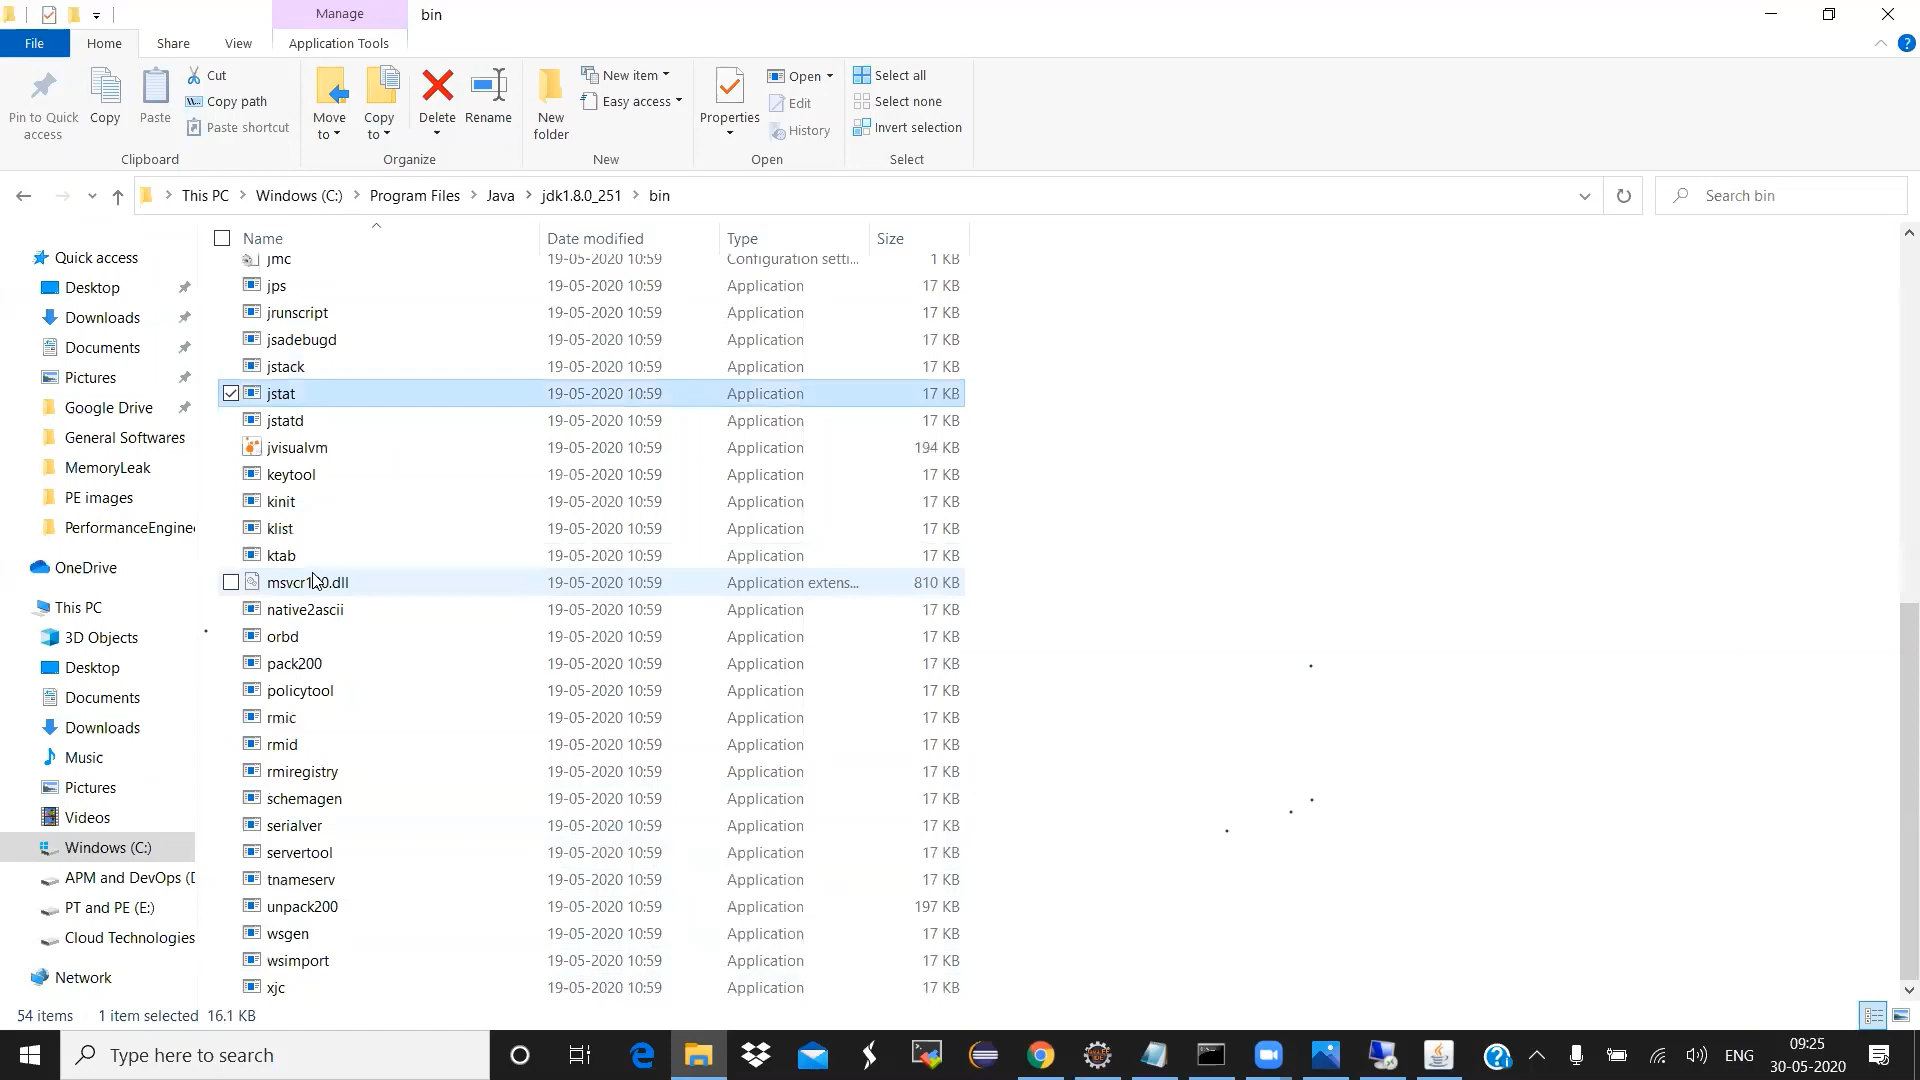 Manage
bin
File
Home
Share
View
Application Tools
Pin to Quick access
Copy
Paste
Cut
Copy path
Paste shortcut
Clipboard
Move to
Copy to
Delete
Rename
Organize
New folder
New item
Easy access
New
Properties
Open
Edit
History
Open
Select all
Select none
Invert selection
Select
This PC
Windows (C:)
Program Files
Java
jdk1.8.0_251
bin
Search bin
Quick access
Desktop
Downloads
Documents
Pictures
Google Drive
General Softwares
MemoryLeak
PE images
PerformanceEngine
OneDrive
This PC
3D Objects
Desktop
Documents
Downloads
Music
Pictures
Videos
Windows (C:)
APM and DevOps (D
PT and PE (E:)
Cloud Technologies
Network
Name Date modified Type Size
jmc 19-05-2020 10:59 Configuration setti... 1 KB
jps 19-05-2020 10:59 Application 17 KB
jrunscript 19-05-2020 10:59 Application 17 KB
jsadebugd 19-05-2020 10:59 Application 17 KB
jstack 19-05-2020 10:59 Application 17 KB
jstat 19-05-2020 10:59 Application 17 KB
jstatd 19-05-2020 10:59 Application 17 KB
jvisualvm 19-05-2020 10:59 Application 194 KB
keytool 19-05-2020 10:59 Application 17 KB
kinit 19-05-2020 10:59 Application 17 KB
klist 19-05-2020 10:59 Application 17 KB
ktab 19-05-2020 10:59 Application 17 KB
19-05-2020 10:59 Application extens... 810 KB
native2ascii 19-05-2020 10:59 Application 17 KB
orbd 19-05-2020 10:59 Application 17 KB
pack200 19-05-2020 10:59 Application 17 KB
policytool 19-05-2020 10:59 Application 17 KB
rmic 19-05-2020 10:59 Application 17 KB
rmid 19-05-2020 10:59 Application 17 KB
rmiregistry 19-05-2020 10:59 Application 17 KB
schemagen 19-05-2020 10:59 Application 17 KB
serialver 19-05-2020 10:59 Application 17 KB
servertool 19-05-2020 10:59 Application 17 KB
tnameserv 19-05-2020 10:59 Application 17 KB
unpack200 19-05-2020 10:59 Application 197 KB
wsgen 19-05-2020 10:59 Application 17 KB
wsimport 19-05-2020 10:59 Application 17 KB
xjc 19-05-2020 10:59 Application 17 KB
54 items 1 item selected 16.1 KB
Type here to search
ENG
09:25
30-05-2020